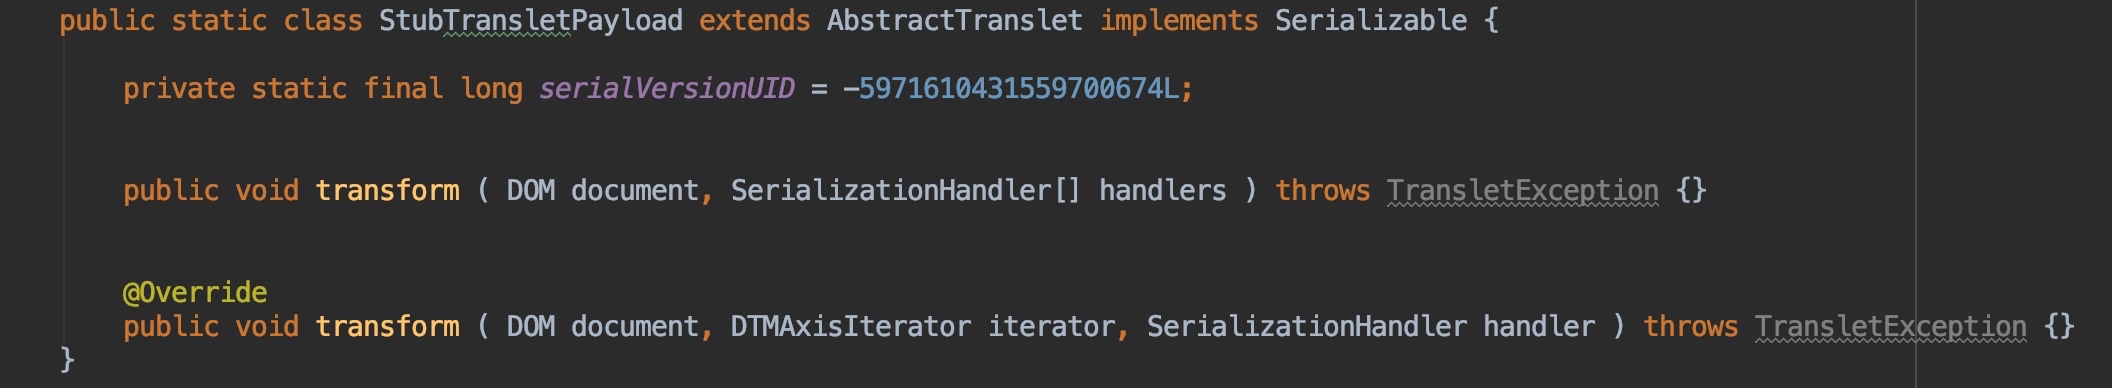 public static class StubTransletPayload extends AbstractTranslet implements Serializable {
private static final long serialVersionUID = -5971610431559700674L;
public void transform ( DOM document, SerializationHandler[] handlers ) throws TransletException {}
@Override
public void transform ( DOM document, DTMAxisIterator iterator, SerializationHandler handler ) throws TransletException {}
}